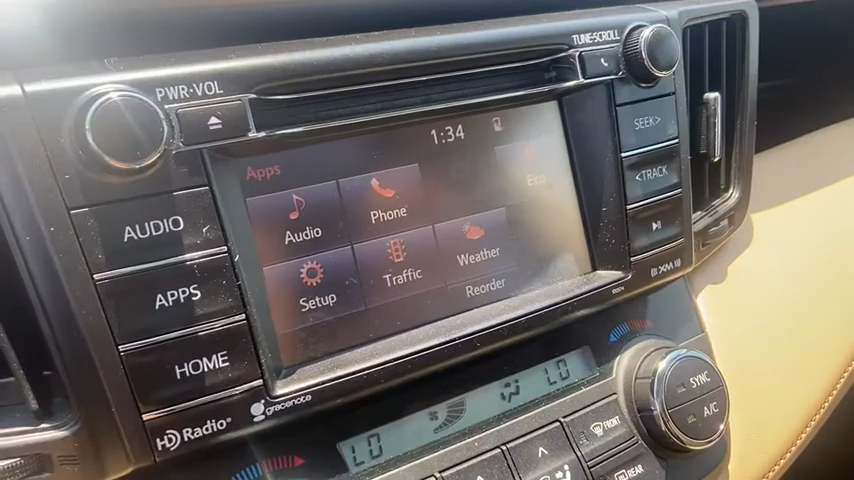 PWR·VOL
TUNE·SCROLL
1:34
SEEK>
Apps
Eco
<TRACK
Audio
Phone
AUDIO
Setup
Traffic
Weather
APPS
Reorder
(((XM)))
HOME
gracenote
HD Radio
LO
LO
SYNC
A/C
FRONT
REAR